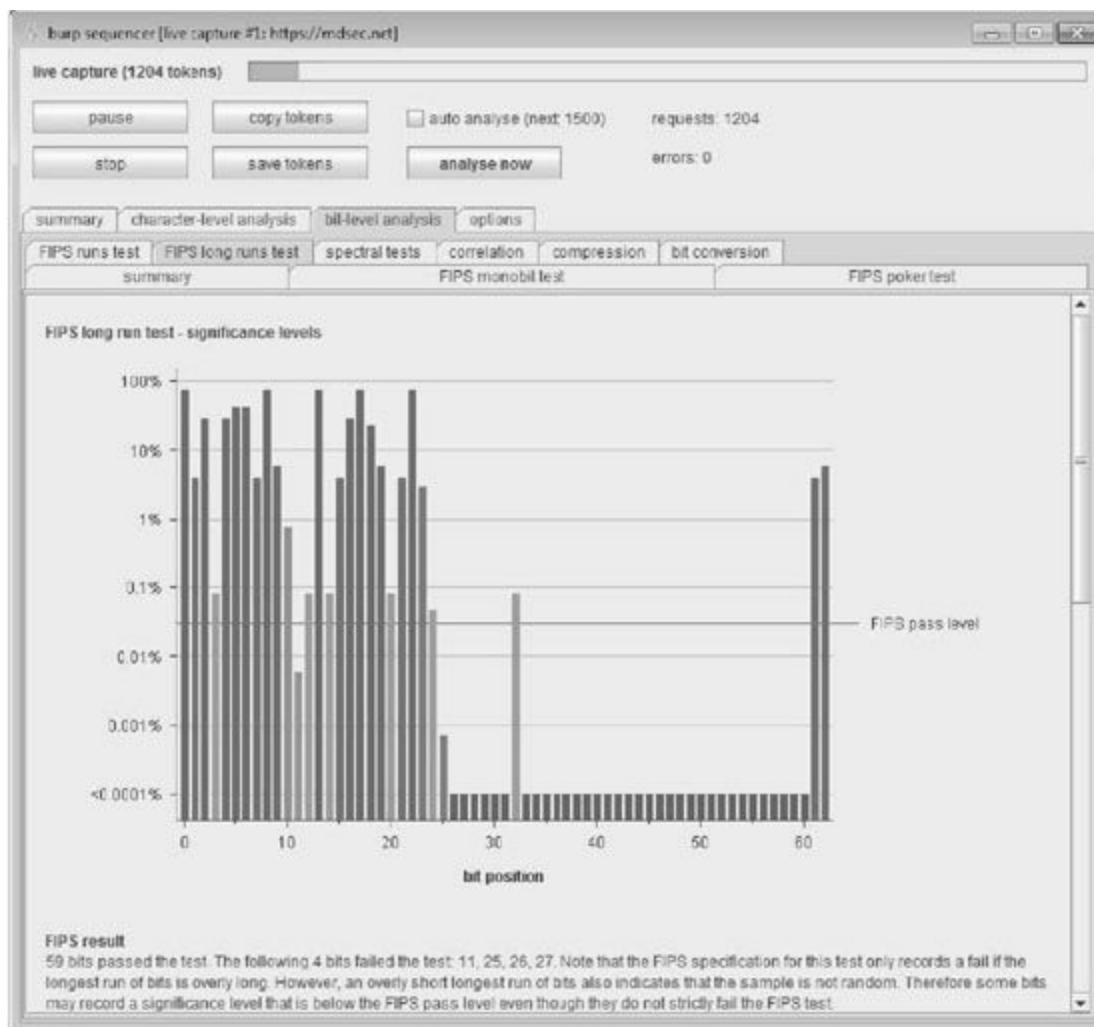 burp sequencer [live capture #1: https://mdsec.net]
live capture (1204 tokens)
pause copy tokens auto analyse (next: 1500) requests: 1204
stop save tokens analyse now errors: 0
summary character-level analysis bit-level analysis options
FIPS runs test FIPS long runs test spectral tests correlation compression bit conversion
summary FIPS monobit test FIPS poker test
FIPS long run test - significance levels
100%
10%
1%
0.1%
FIPS pass level
0.01%
0.001%
<0.0001%
0 10 20 30 40 50 60
bit position
FIPS result
59 bits passed the test. The following 4 bits failed the test: 11, 25, 26, 27. Note that the FIPS specification for this test only records a fail if the
longest run of bits is overly long. However, an overly short longest run of bits also indicates that the sample is not random. Therefore some bits
may record a significance level that is below the FIPS pass level even though they do not strictly fail the FIPS test.